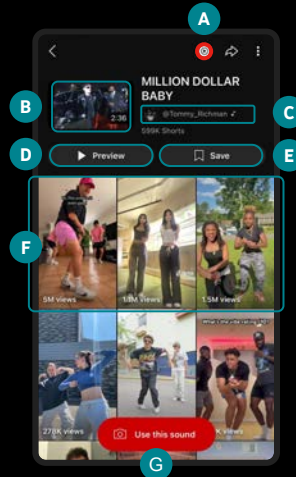 A
MILLION DOLLAR
BABY
B
2:36
@Tommy_Richman
C
599K Shorts
D
Preview
Save
E
F
5M views
1.1M views
1.5M views
278K views
K views
Use this sound
G